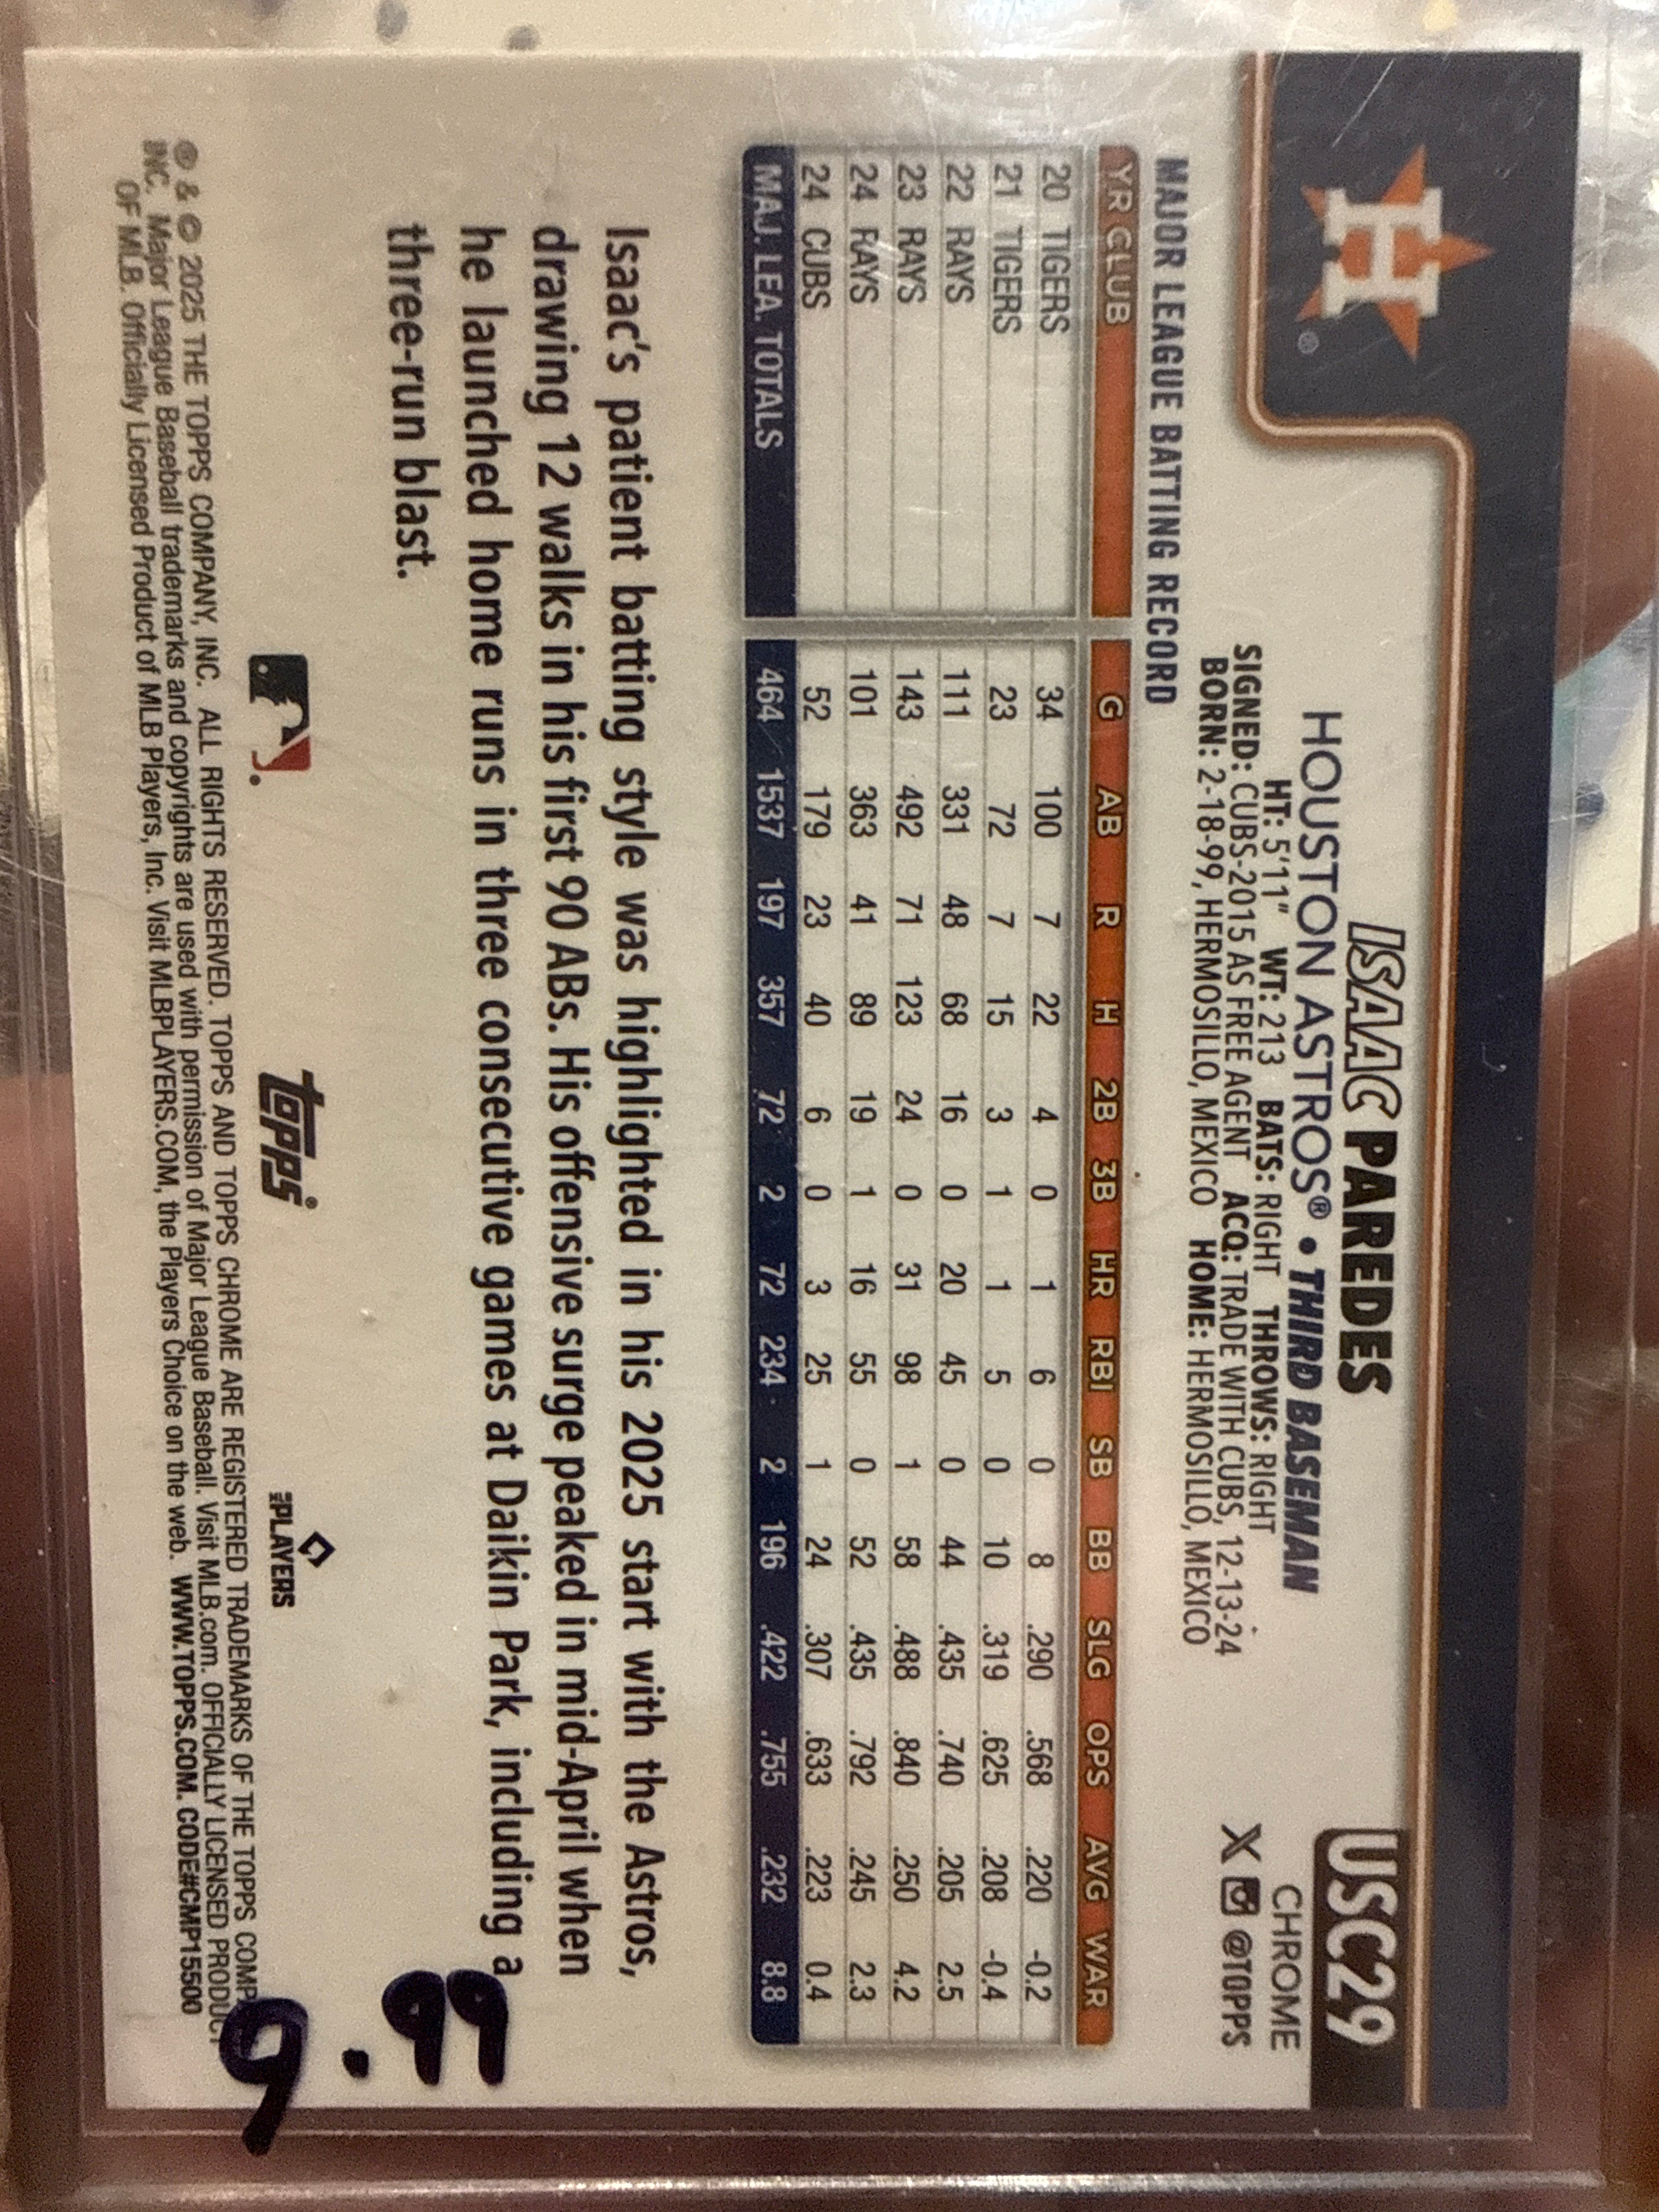 ISAAC PAREDES
HOUSTON ASTROS® • THIRD BASEMAN
HT: 5'11" WT: 213 BATS: RIGHT THROWS: RIGHT
SIGNED: CUBS-2015 AS FREE AGENT ACQ: TRADE WITH CUBS, 12-13-24
BORN: 2-18-99, HERMOSILLO, MEXICO HOME: HERMOSILLO, MEXICO
USC29
CHROME
X @TOPPS
H ®
MAJOR LEAGUE BATTING RECORD
YR CLUB G AB R H 2B 3B HR RBI SB BB SLG OPS AVG WAR
20 TIGERS 34 100 7 22 4 0 1 6 0 8 .290 .568 .220 -0.2
21 TIGERS 23 72 7 15 3 1 1 5 0 10 .319 .625 .208 -0.4
22 RAYS 111 331 48 68 16 0 20 45 0 44 .435 .740 .205 2.5
23 RAYS 143 492 71 123 24 0 31 98 1 58 .488 .840 .250 4.2
24 RAYS 101 363 41 89 19 1 16 55 0 52 .435 .792 .245 2.3
24 CUBS 52 179 23 40 6 0 3 25 1 24 .307 .633 .223 0.4
MAJ. LEA. TOTALS 464 1537 197 357 72 2 72 234 2 196 .422 .755 .232 8.8
Isaac's patient batting style was highlighted in his 2025 start with the Astros,
drawing 12 walks in his first 90 ABs. His offensive surge peaked in mid-April when
he launched home runs in three consecutive games at Daikin Park, including a
three-run blast.
topps®
MLB PLAYERS
® & © 2025 THE TOPPS COMPANY, INC. ALL RIGHTS RESERVED. TOPPS AND TOPPS CHROME ARE REGISTERED TRADEMARKS OF THE TOPPS COMP
INC. Major League Baseball trademarks and copyrights are used with permission of Major League Baseball. Visit MLB.com. OFFICIALLY LICENSED PRODUCT
OF MLB. Officially Licensed Product of MLB Players, Inc. Visit MLBPLAYERS.COM, the Players Choice on the web. WWW.TOPPS.COM. CODE#CMP115500
9.99